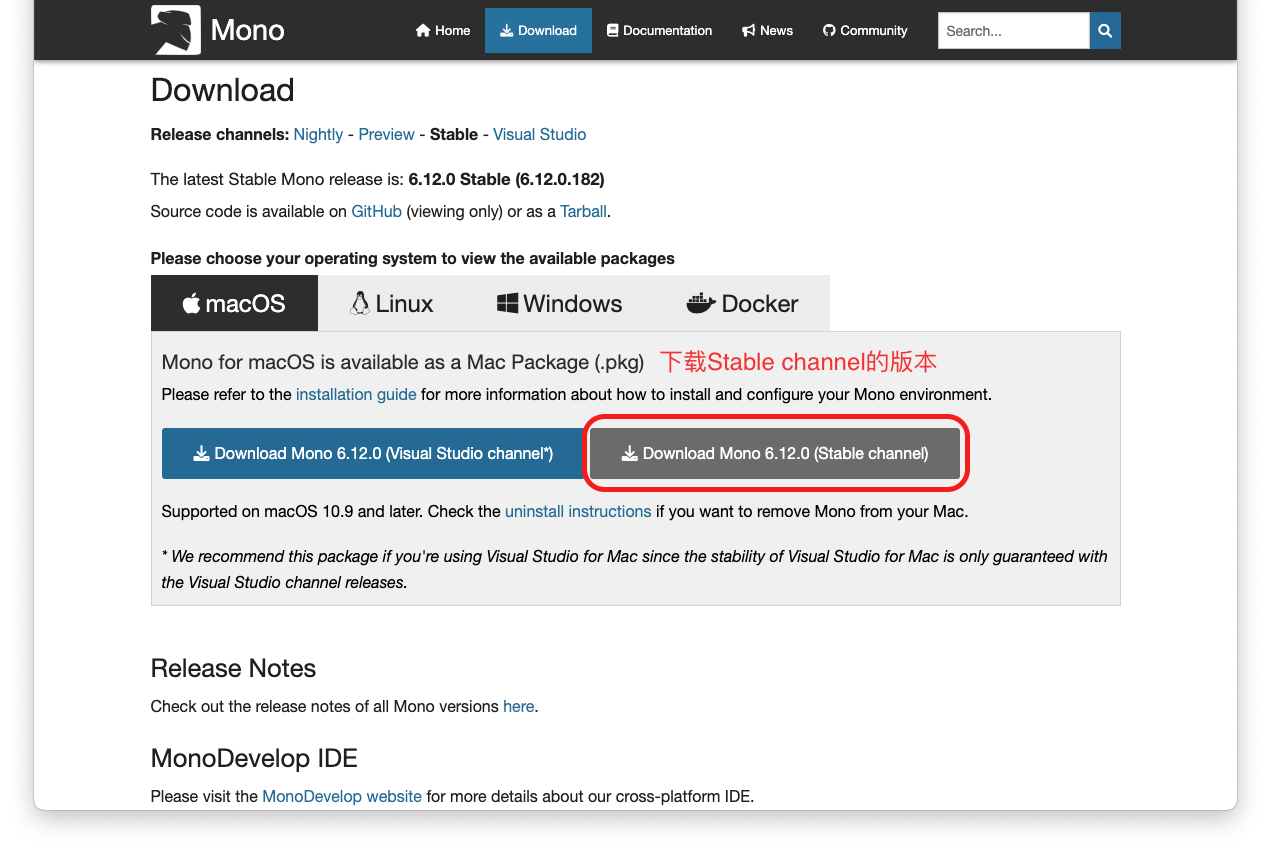 Mono
Home
Download
Documentation
News
Community
Search...
Download
Release channels: Nightly - Preview - Stable - Visual Studio
The latest Stable Mono release is: 6.12.0 Stable (6.12.0.182)
Source code is available on GitHub (viewing only) or as a Tarball.
Please choose your operating system to view the available packages
macOS
Linux
Windows
Docker
Mono for macOS is available as a Mac Package (.pkg)
下载Stable channel的版本
Please refer to the installation guide for more information about how to install and configure your Mono environment.
Download Mono 6.12.0 (Visual Studio channel*)
Download Mono 6.12.0 (Stable channel)
Supported on macOS 10.9 and later. Check the uninstall instructions if you want to remove Mono from your Mac.
* We recommend this package if you're using Visual Studio for Mac since the stability of Visual Studio for Mac is only guaranteed with
the Visual Studio channel releases.
Release Notes
Check out the release notes of all Mono versions here.
MonoDevelop IDE
Please visit the MonoDevelop website for more details about our cross-platform IDE.